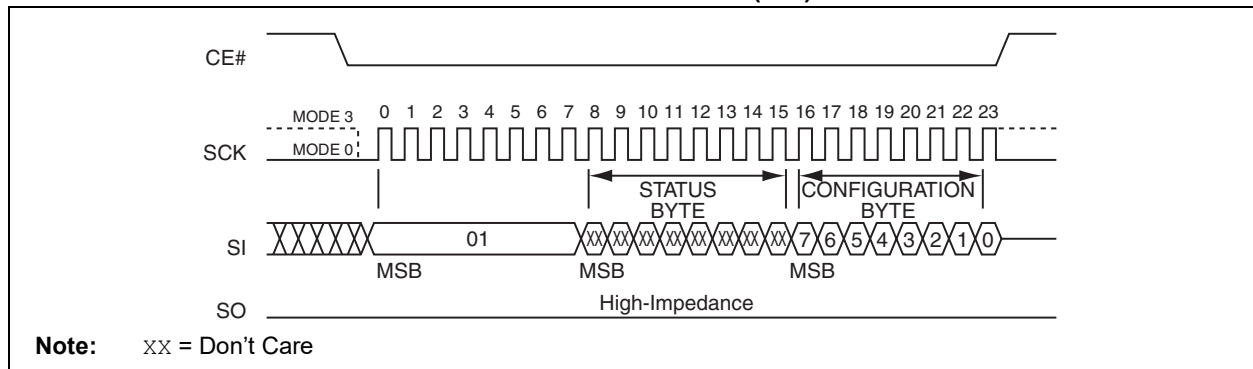 CE#
MODE 3
0 1 2 3 4 5 6 7 8 9 10 11 12 13 14 15 16 17 18 19 20 21 22 23
SCK
MODE 0
STATUS BYTE
CONFIGURATION BYTE
SI
01
XX XX XX XX XX XX XX XX 7 6 5 4 3 2 1 0
MSB MSB MSB
SO
High-Impedance
Note: XX = Don't Care